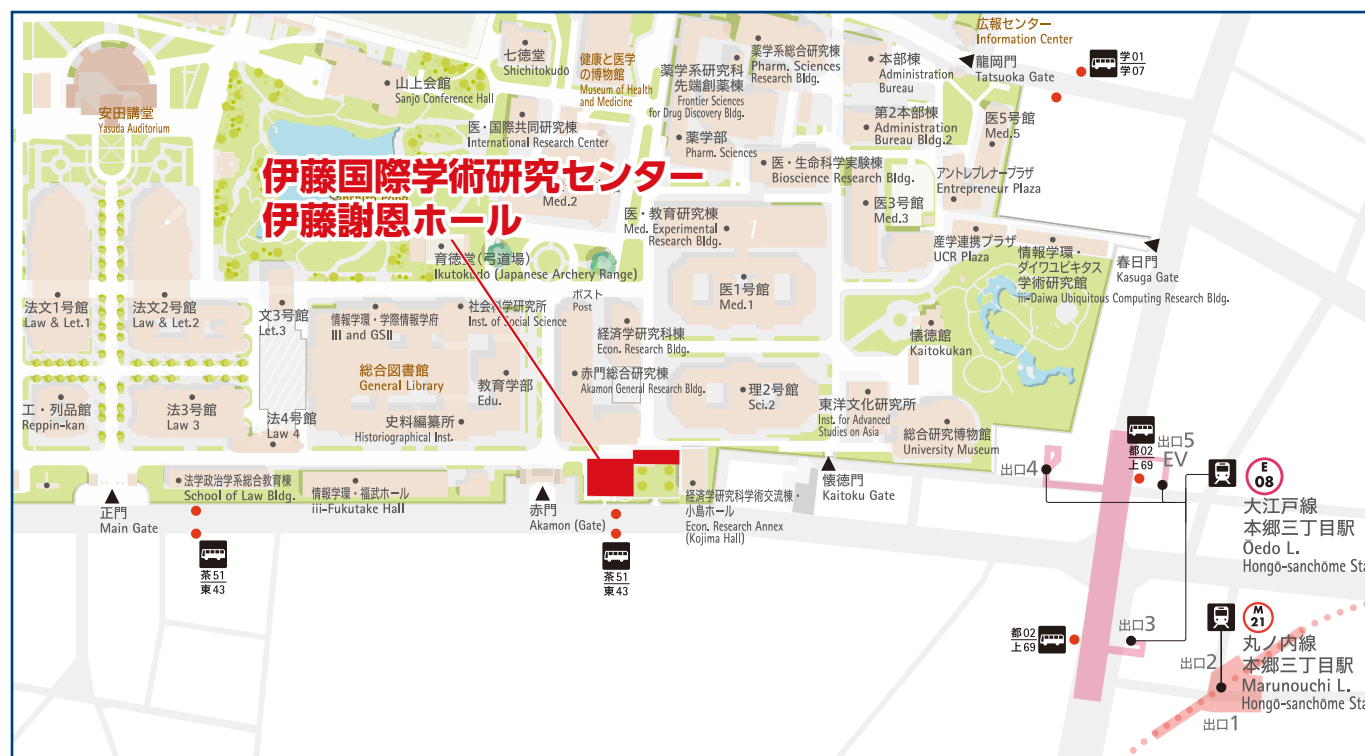 広報センター
Information Center
七徳堂
Shichitokudō
健康と医学
の博物館
Museum of Health
and Medicine
薬学系総合研究棟
Pharm. Sciences
Research Bldg.
本部棟
Administration
Bureau
龍岡門
Tatsuoka Gate
学01
学07
山上会館
Sanjo Conference Hall
薬学系研究科
先端創薬棟
Frontier Sciences
for Drug Discovery Bldg.
安田講堂
Yasuda Auditorium
医・国際共同研究棟
International Research Center
薬学部
Pharm. Sciences
第2本部棟
Administration
Bureau Bldg.2
医5号館
Med.5
医・生命科学実験棟
Bioscience Research Bldg.
アントレプレナープラザ
Entrepreneur Plaza
伊藤国際学術研究センター
伊藤謝恩ホール
Med.2
医・教育研究棟
Med. Experimental
Research Bldg.
1
医3号館
Med.3
産学連携プラザ
UCR Plaza
情報学環・
ダイワユビキタス
学術研究館
iii-Daiwa Ubiquitous Computing Research Bldg.
春日門
Kasuga Gate
育徳堂(弓道場)
Ikutokudo (Japanese Archery Range)
法文1号館
Law & Let.1
法文2号館
Law & Let.2
文3号館
Let.3
情報学環・学際情報学府
III and GSII
社会科学研究所
Inst. of Social Science
ポスト
Post
医1号館
Med.1
経済学研究科棟
Econ. Research Bldg.
懐徳館
Kaitokukan
総合図書館
General Library
教育学部
Edu.
赤門総合研究棟
Akamon General Research Bldg.
理2号館
Sci.2
工・列品館
Reppin-kan
法3号館
Law 3
法4号館
Law 4
史料編纂所
Historiographical Inst.
東洋文化研究所
Inst. for Advanced
Studies on Asia
総合研究博物館
University Museum
正門
Main Gate
法学政治学系総合教育棟
School of Law Bldg.
情報学環・福武ホール
iii-Fukutake Hall
赤門
Akamon (Gate)
経済学研究科学術交流棟・
小島ホール
Econ. Research Annex
(Kojima Hall)
懐徳門
Kaitoku Gate
茶51
東43
茶51
東43
出口4
都02
上69
出口5
EV
E
08
大江戸線
本郷三丁目駅
Ōedo L.
Hongō-sanchōme Sta
都02
上69
出口3
M
21
丸ノ内線
本郷三丁目駅
Marunouchi L.
Hongō-sanchōme Sta
出口2
出口1